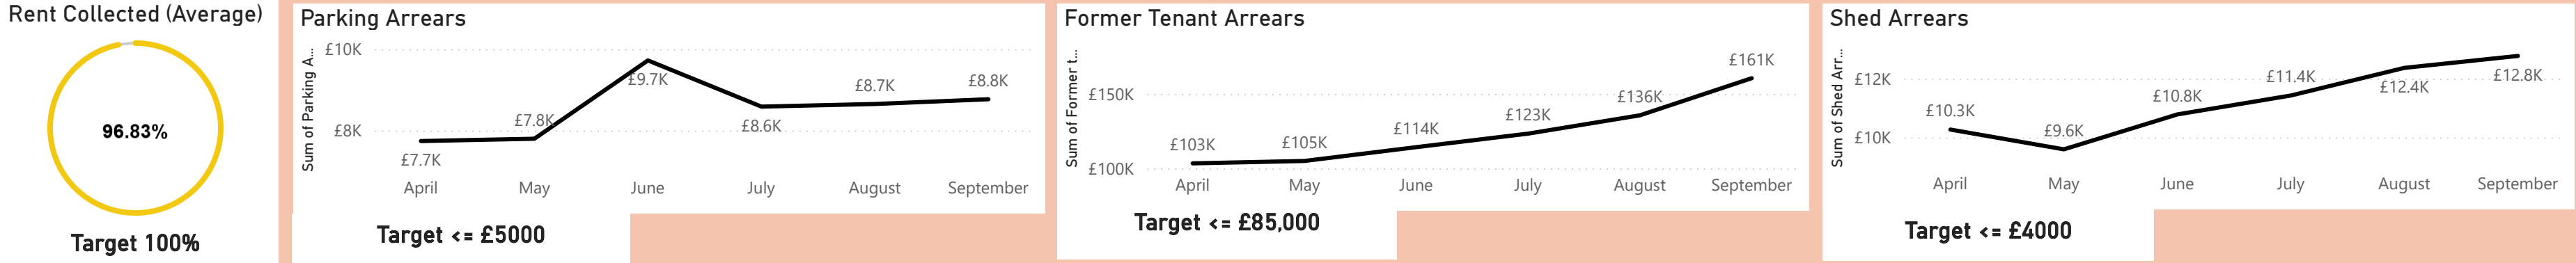 Rent Collected (Average)
96.83%
Target 100%
Parking Arrears
Sum of Parking A...
£10K
£8K
£7.7K
£7.8K
£9.7K
£8.6K
£8.7K
£8.8K
April May June July August September
Target <= £5000
Former Tenant Arrears
Sum of Former t...
£150K
£100K
£103K
£105K
£114K
£123K
£136K
£161K
April May June July August September
Target <= £85,000
Shed Arrears
Sum of Shed Arr...
£12K
£10K
£10.3K
£9.6K
£10.8K
£11.4K
£12.4K
£12.8K
April May June July August September
Target <= £4000